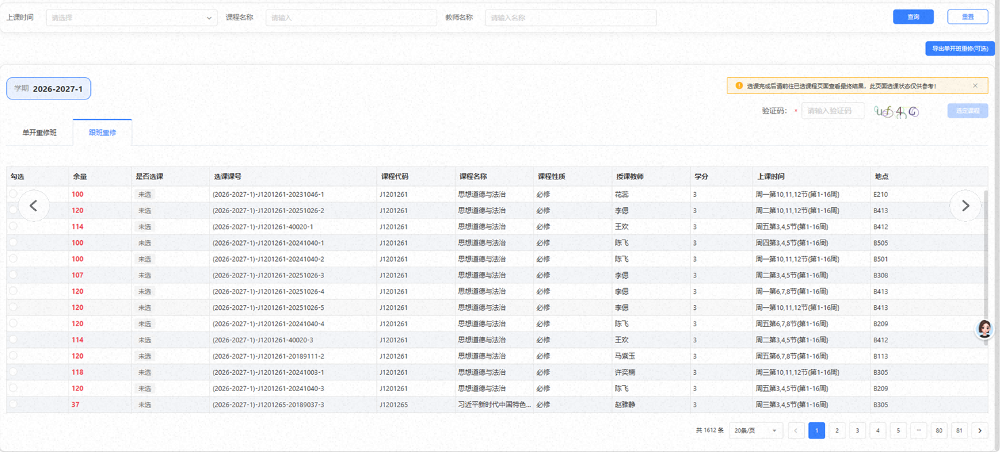 上课时间 请选择 课程名称 请输入 教师名称 请输入名称 查询 重置
导出单开班重修(可选)
学期 2026-2027-1
选课完成后请前往已选课程页面查看最终结果，此页面选课状态仅供参考！
验证码： * 请输入验证码 选定课程
单开重修班 跟班重修
勾选 余量 是否选课 选课课号 课程代码 课程名称 课程性质 授课教师 学分 上课时间 地点
100 未选 (2026-2027-1)-J1201261-20231046-1 J1201261 思想道德与法治 必修 花蕊 3 周一第10,11,12节{第1-16周} E210
120 未选 (2026-2027-1)-J1201261-20251026-2 J1201261 思想道德与法治 必修 李偲 3 周二第10,11,12节{第1-16周} B413
114 未选 (2026-2027-1)-J1201261-40020-1 J1201261 思想道德与法治 必修 王欢 3 周五第3,4,5节{第1-16周} B412
100 未选 (2026-2027-1)-J1201261-20241040-1 J1201261 思想道德与法治 必修 陈飞 3 周四第3,4,5节{第1-16周} B505
100 未选 (2026-2027-1)-J1201261-20241040-2 J1201261 思想道德与法治 必修 陈飞 3 周一第10,11,12节{第1-16周} B501
107 未选 (2026-2027-1)-J1201261-20251026-3 J1201261 思想道德与法治 必修 李偲 3 周二第3,4,5节{第1-16周} B308
120 未选 (2026-2027-1)-J1201261-20251026-4 J1201261 思想道德与法治 必修 李偲 3 周一第6,7,8节{第1-16周} B413
120 未选 (2026-2027-1)-J1201261-20251026-5 J1201261 思想道德与法治 必修 李偲 3 周一第10,11,12节{第1-16周} B413
120 未选 (2026-2027-1)-J1201261-20241040-4 J1201261 思想道德与法治 必修 陈飞 3 周五第6,7,8节{第1-16周} B209
114 未选 (2026-2027-1)-J1201261-40020-3 J1201261 思想道德与法治 必修 王欢 3 周二第3,4,5节{第1-16周} B412
120 未选 (2026-2027-1)-J1201261-20189111-2 J1201261 思想道德与法治 必修 马紫玉 3 周五第6,7,8节{第1-16周} B113
118 未选 (2026-2027-1)-J1201261-20241003-1 J1201261 思想道德与法治 必修 许奕楠 3 周三第10,11,12节{第1-16周} B305
120 未选 (2026-2027-1)-J1201261-20241040-3 J1201261 思想道德与法治 必修 陈飞 3 周五第3,4,5节{第1-16周} B209
37 未选 (2026-2027-1)-J1201265-20189037-3 J1201265 习近平新时代中国特色... 必修 赵雅静 3 周三第3,4,5节{第1-16周} B305
共 1612 条 20条/页 1 2 3 4 5 ... 80 81